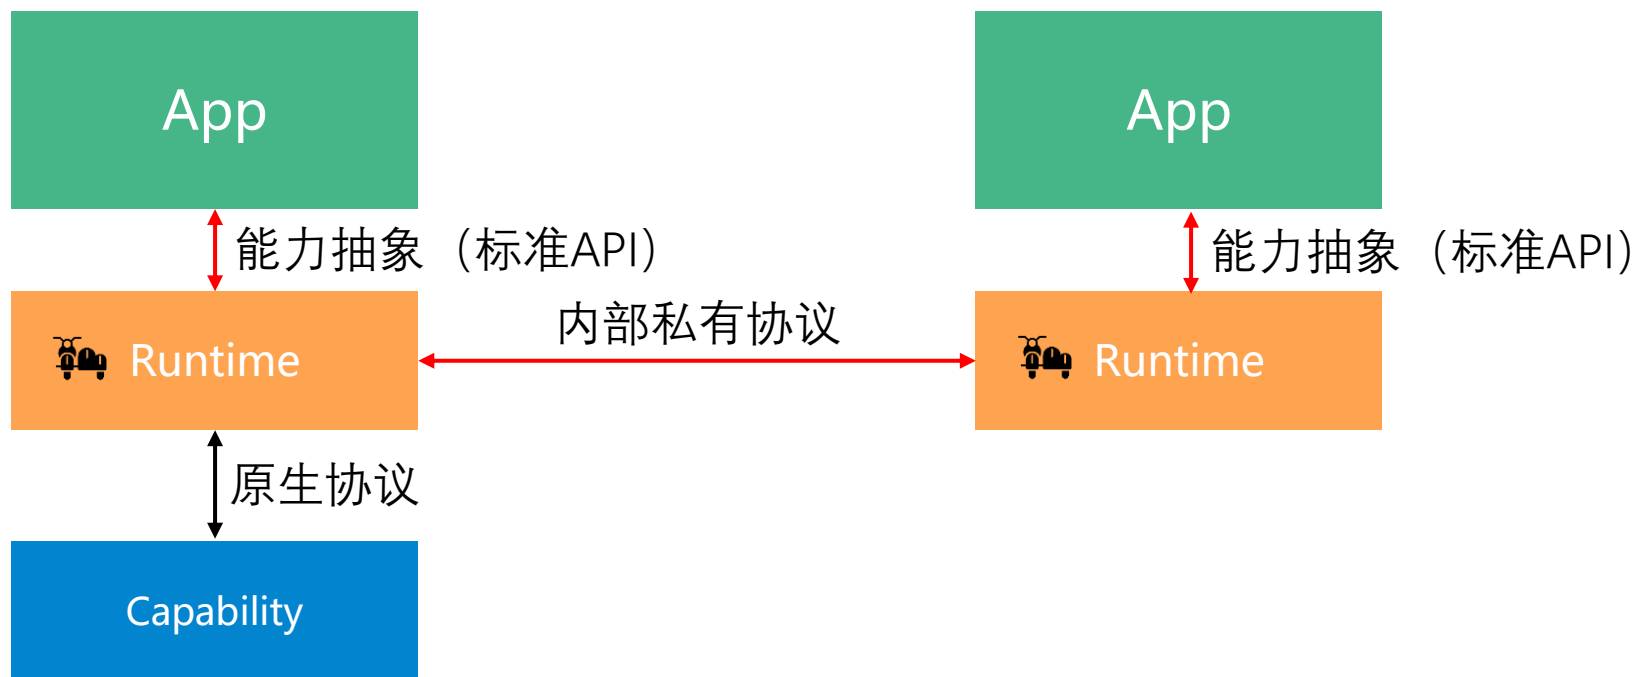 App
App
能力抽象（标准API）
能力抽象（标准API）
内部私有协议
Runtime
Runtime
原生协议
Capability